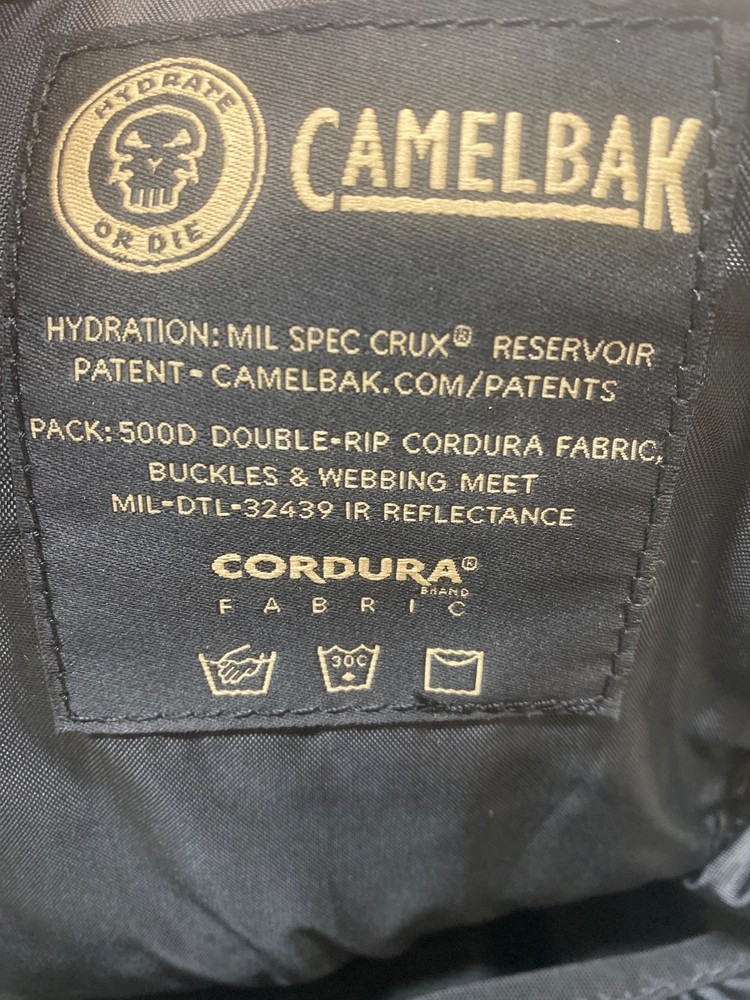 HYDRATE
OR DIE
CAMELBAK
HYDRATION: MIL SPEC CRUX® RESERVOIR
PATENT-CAMELBAK.COM/PATENTS
PACK: 500D DOUBLE-RIP CORDURA FABRIC,
BUCKLES & WEBBING MEET
MIL-DTL-32439 IR REFLECTANCE
CORDURA®
BRAND
FABRIC
30C